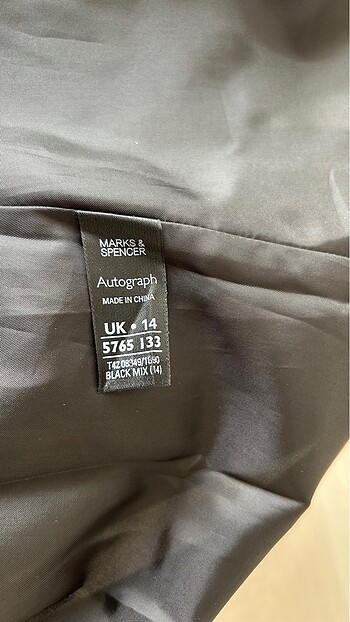 MARKS &
SPENCER
Autograph
MADE IN CHINA
UK • 14
5765 133
BLACK MIX (14)